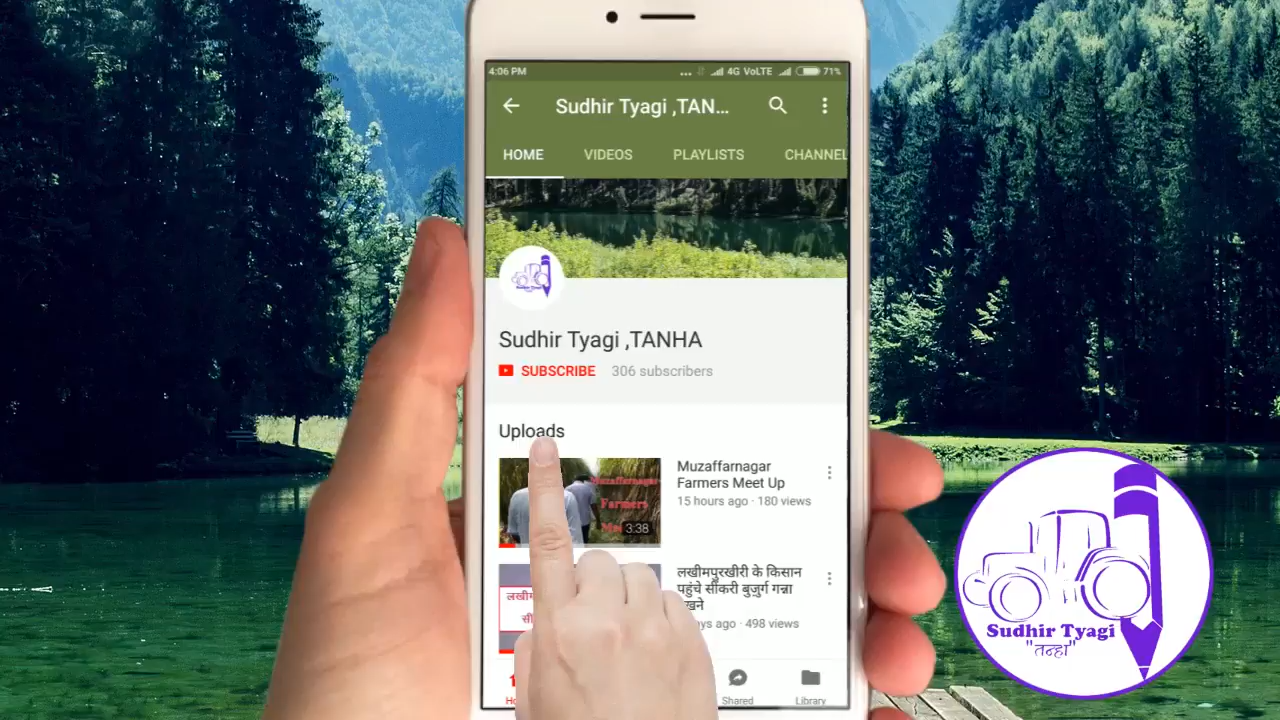 4:06 PM
4G VoLTE
71%
Sudhir Tyagi ,TAN...
HOME VIDEOS PLAYLISTS CHANNEL
Sudhir Tyagi ,TANHA
SUBSCRIBE 306 subscribers
Uploads
Muzaffarnagar
Farmers Meet Up
15 hours ago · 180 views
Muzaffarnagar
Farmers
3:38
लखीमपुरखीरी के किसान
पहुंचे सींकरी बुज़ुर्ग गन्ना
ago · 498 views
Shared
Library
Sudhir Tyagi
"तन्हा"